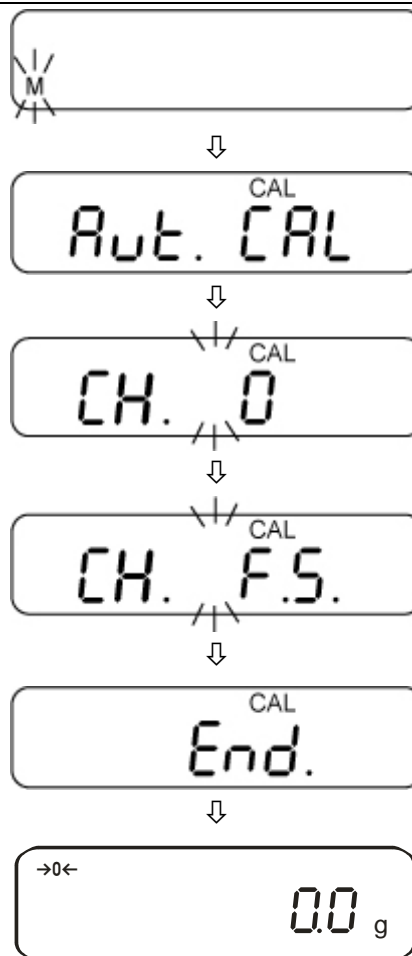 M
⇩
CAL
Aut. CAL
⇩
CAL
CH. 0
⇩
CAL
CH. F.S.
⇩
CAL
End.
⇩
→0←
0.0 g